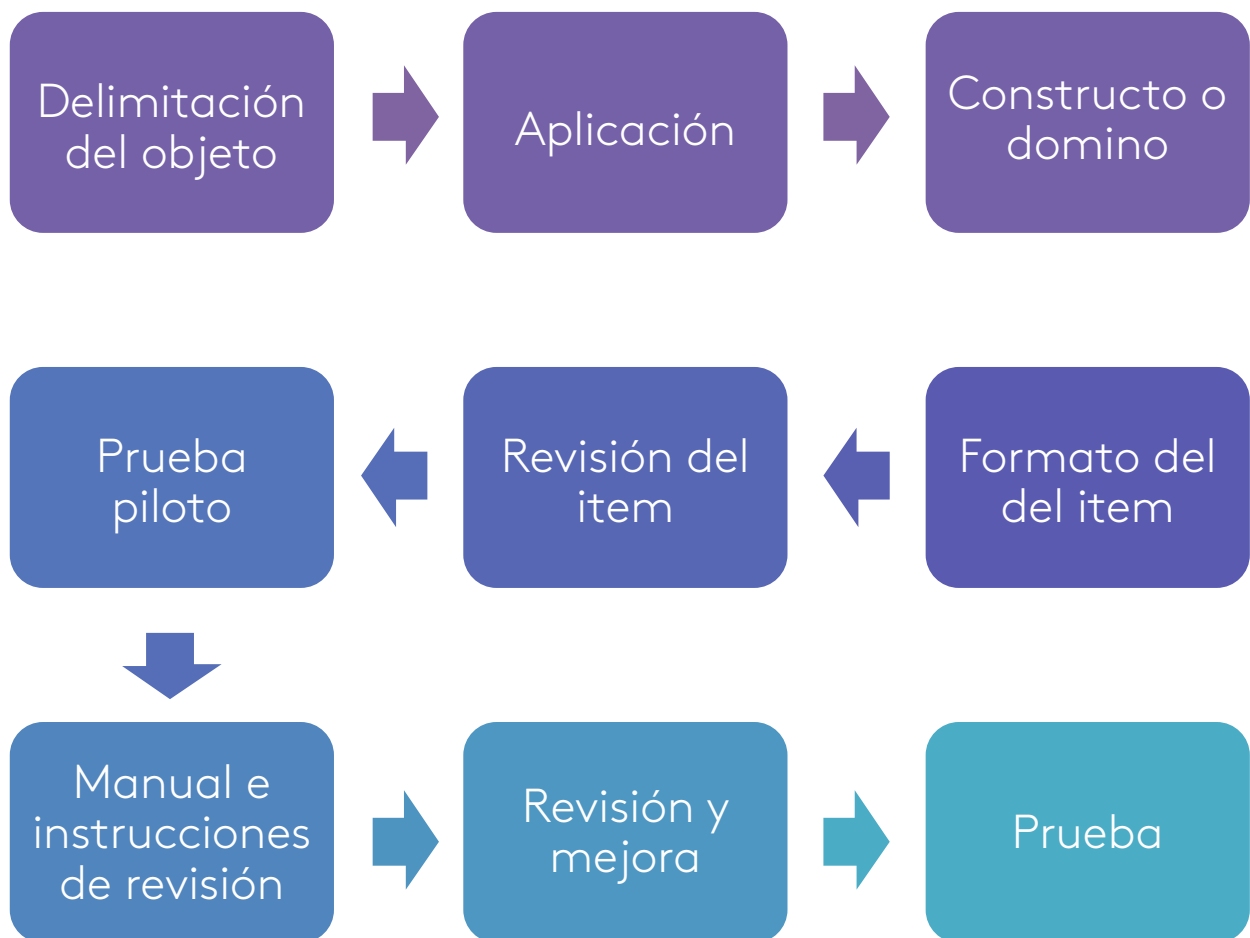 Delimitación
del objeto
Aplicación
Constructo o
domino
Formato del
del item
Revisión del
item
Prueba
piloto
Manual e
instrucciones
de revisión
Revisión y
mejora
Prueba